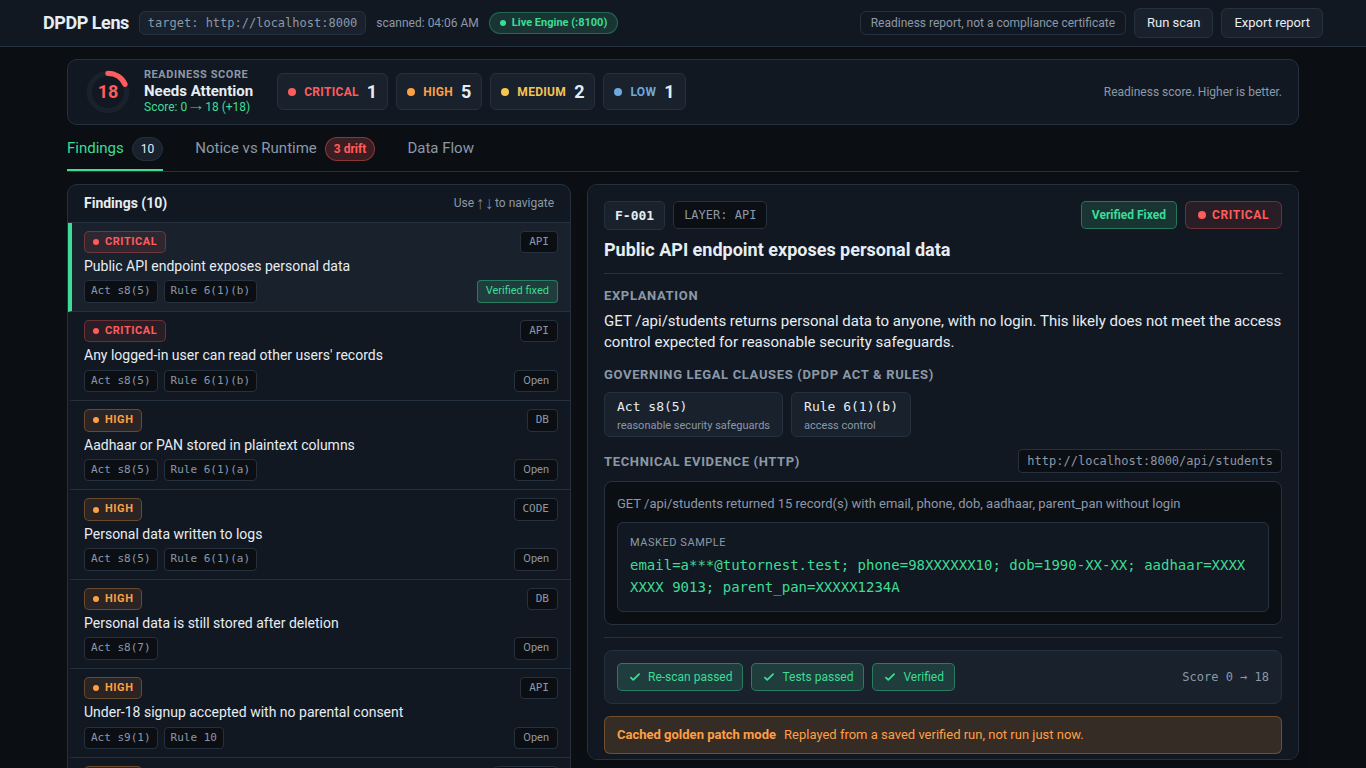 DPDP Lens
target: http://localhost:8000
scanned: 04:06 AM
Live Engine (:8100)
Readiness report, not a compliance certificate
Run scan
Export report
18
READINESS SCORE
Needs Attention
Score: 0 → 18 (+18)
CRITICAL 1
HIGH 5
MEDIUM 2
LOW 1
Readiness score. Higher is better.
Findings 10
Notice vs Runtime 3 drift
Data Flow
Findings (10)
Use ↑ ↓ to navigate
CRITICAL
API
Public API endpoint exposes personal data
Act s8(5) Rule 6(1)(b)
Verified fixed
CRITICAL
API
Any logged-in user can read other users' records
Act s8(5) Rule 6(1)(b)
Open
HIGH
DB
Aadhaar or PAN stored in plaintext columns
Act s8(5) Rule 6(1)(a)
Open
HIGH
CODE
Personal data written to logs
Act s8(5) Rule 6(1)(a)
Open
HIGH
DB
Personal data is still stored after deletion
Act s8(7)
Open
HIGH
API
Under-18 signup accepted with no parental consent
Act s9(1) Rule 10
Open
F-001
LAYER: API
Verified Fixed
CRITICAL
Public API endpoint exposes personal data
EXPLANATION
GET /api/students returns personal data to anyone, with no login. This likely does not meet the access
control expected for reasonable security safeguards.
GOVERNING LEGAL CLAUSES (DPDP ACT & RULES)
Act s8(5)
reasonable security safeguards
Rule 6(1)(b)
access control
TECHNICAL EVIDENCE (HTTP)
http://localhost:8000/api/students
GET /api/students returned 15 record(s) with email, phone, dob, aadhaar, parent_pan without login
MASKED SAMPLE
email=a***@tutornest.test; phone=98XXXXXX10; dob=1990-XX-XX; aadhaar=XXXX
XXXX 9013; parent_pan=XXXXX1234A
Re-scan passed
Tests passed
Verified
Score 0 → 18
Cached golden patch mode Replayed from a saved verified run, not run just now.